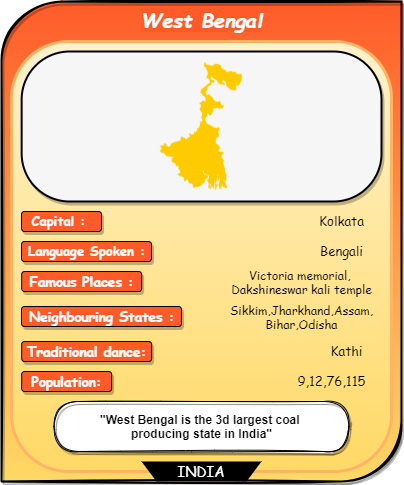 West Bengal
Capital : Kolkata
Language Spoken : Bengali
Famous Places : Victoria memorial,
Dakshineswar kali temple
Neighbouring States : Sikkim,Jharkhand,Assam,
Bihar,Odisha
Traditional dance: Kathi
Population: 9,12,76,115
"West Bengal is the 3d largest coal
producing state in India"
INDIA